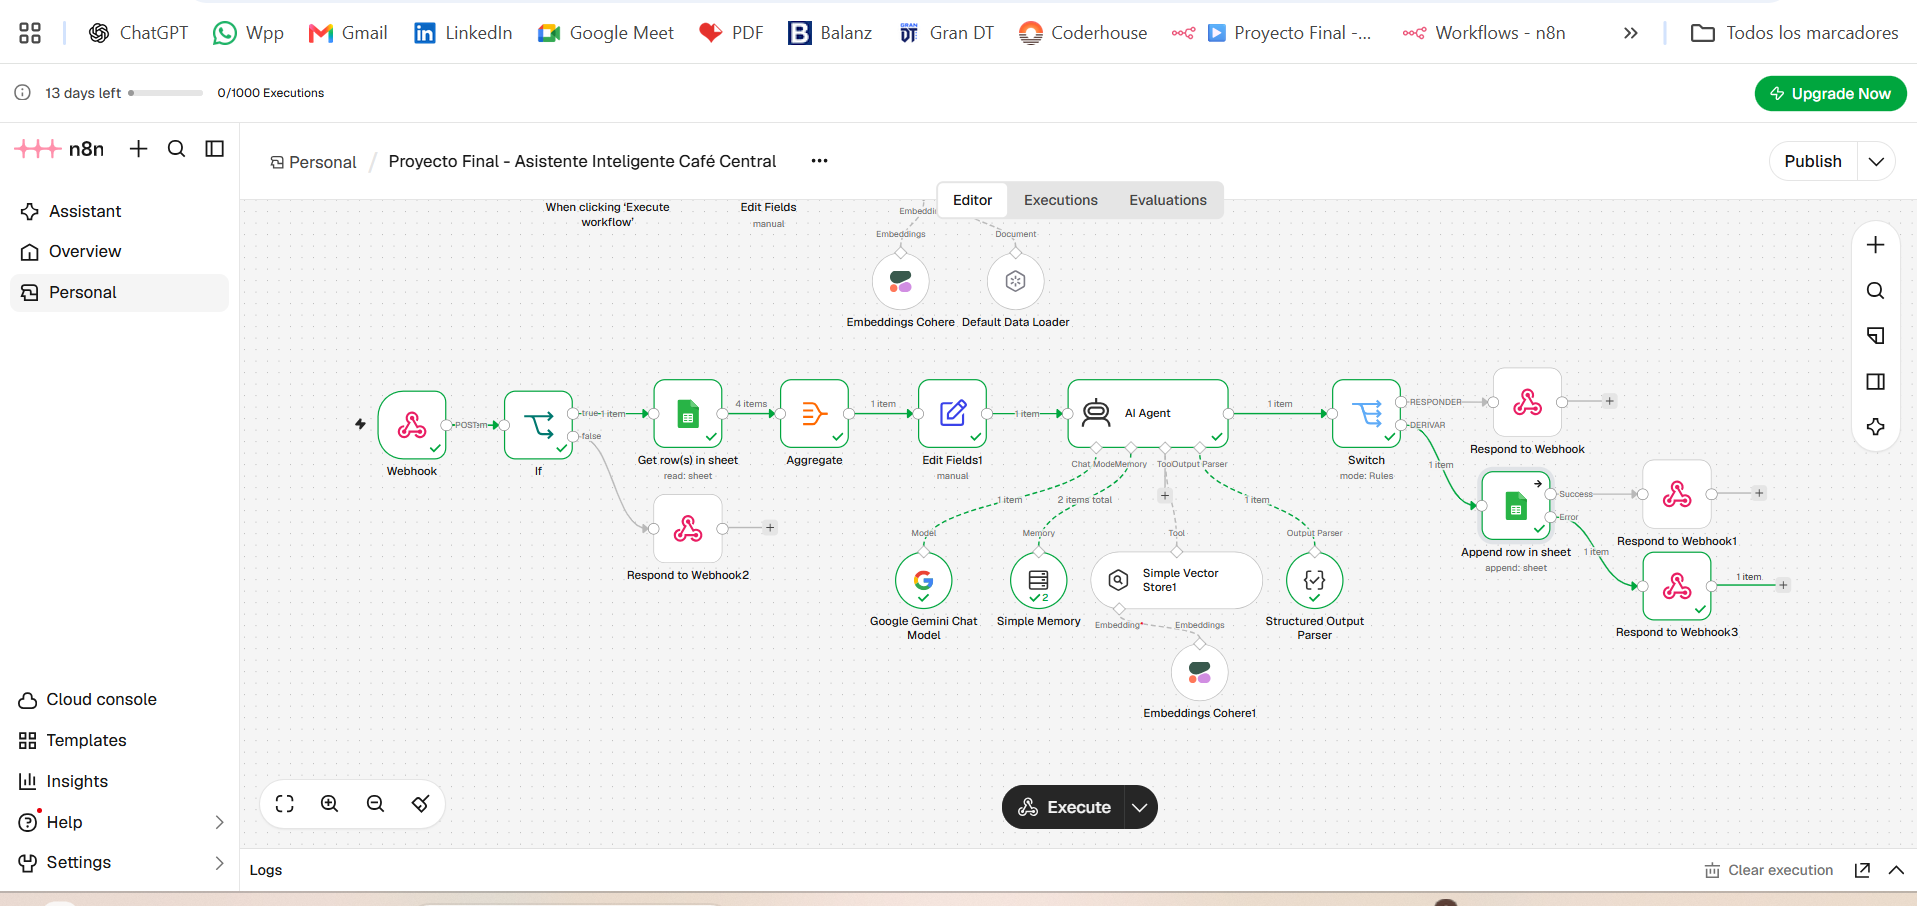 ChatGPT
Wpp
Gmail
LinkedIn
Google Meet
PDF
Balanz
Gran DT
Coderhouse
Proyecto Final -...
Workflows - n8n
Todos los marcadores
13 days left
0/1000 Executions
Upgrade Now
n8n
Personal / Proyecto Final - Asistente Inteligente Café Central
Publish
Editor
Executions
Evaluations
Assistant
Overview
Personal
When clicking ‘Execute
workflow’
Edit Fields
manual
Embeddings
Document
Embeddings Cohere
Default Data Loader
Webhook
POST
If
true
1 item
false
Get row(s) in sheet
read: sheet
4 items
Aggregate
1 item
Edit Fields1
manual
1 item
AI Agent
Chat Model
Memory
Tool
Output Parser
1 item
Switch
mode: Rules
RESPONDER
DERIVAR
Respond to Webhook
1 item
Append row in sheet
append: sheet
Success
Error
1 item
Respond to Webhook1
1 item
Respond to Webhook3
Respond to Webhook2
1 item
2 items total
1 item
Model
Memory
Tool
Output Parser
Google Gemini Chat
Model
2
Simple Memory
Simple Vector
Store1
Structured Output
Parser
Embedding*
Embeddings
Embeddings Cohere1
Cloud console
Templates
Insights
Help
Settings
Execute
Logs
Clear execution